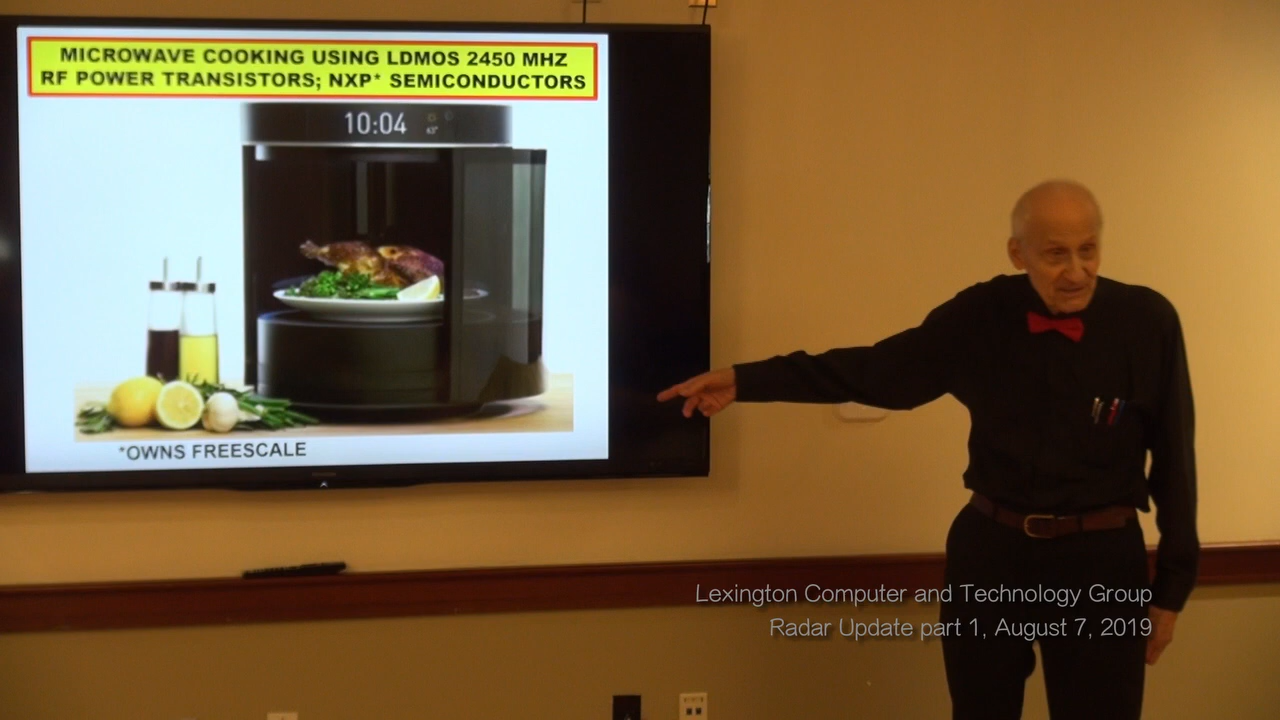 MICROWAVE COOKING USING LDMOS 2450 MHZ
RF POWER TRANSISTORS; NXP* SEMICONDUCTORS
10:04
63°
*OWNS FREESCALE
Lexington Computer and Technology Group
Radar Update part 1, August 7, 2019